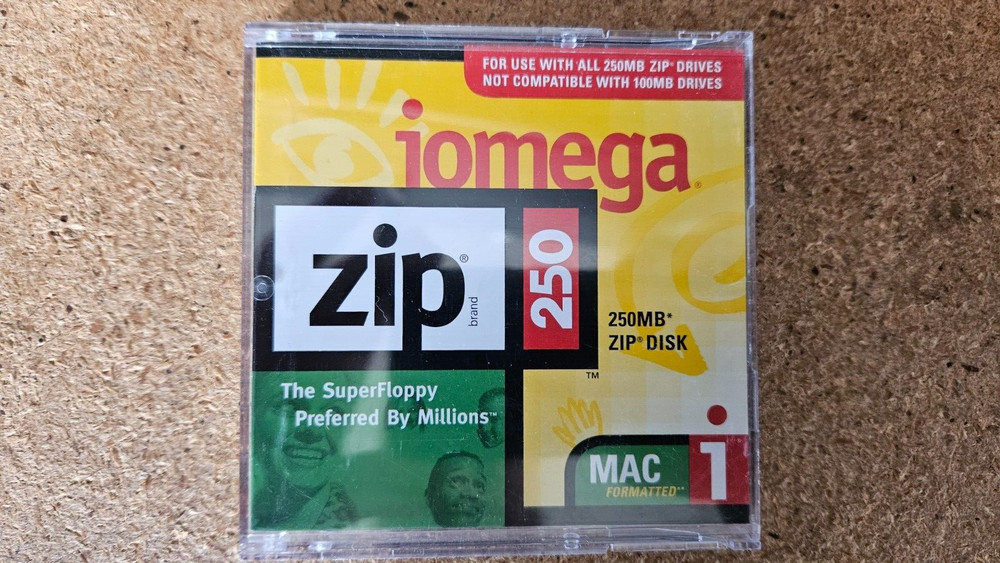 FOR USE WITH ALL 250MB ZIP® DRIVES
NOT COMPATIBLE WITH 100MB DRIVES
iomega®
zip®
brand
250
250MB*
ZIP® DISK
™
The SuperFloppy
Preferred By Millions™
MAC
FORMATTED**
i